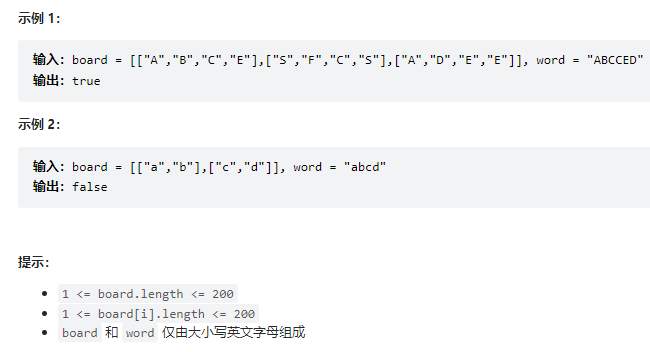 示例 1：
输入：board = [["A","B","C","E"],["S","F","C","S"],["A","D","E","E"]], word = "ABCCED"
输出：true
示例 2：
输入：board = [["a","b"],["c","d"]], word = "abcd"
输出：false
提示：
• 1 <= board.length <= 200
• 1 <= board[i].length <= 200
• board 和 word 仅由大小写英文字母组成